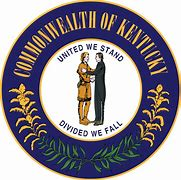 COMMONWEALTH OF KENTUCKY
UNITED WE STAND
DIVIDED WE FALL